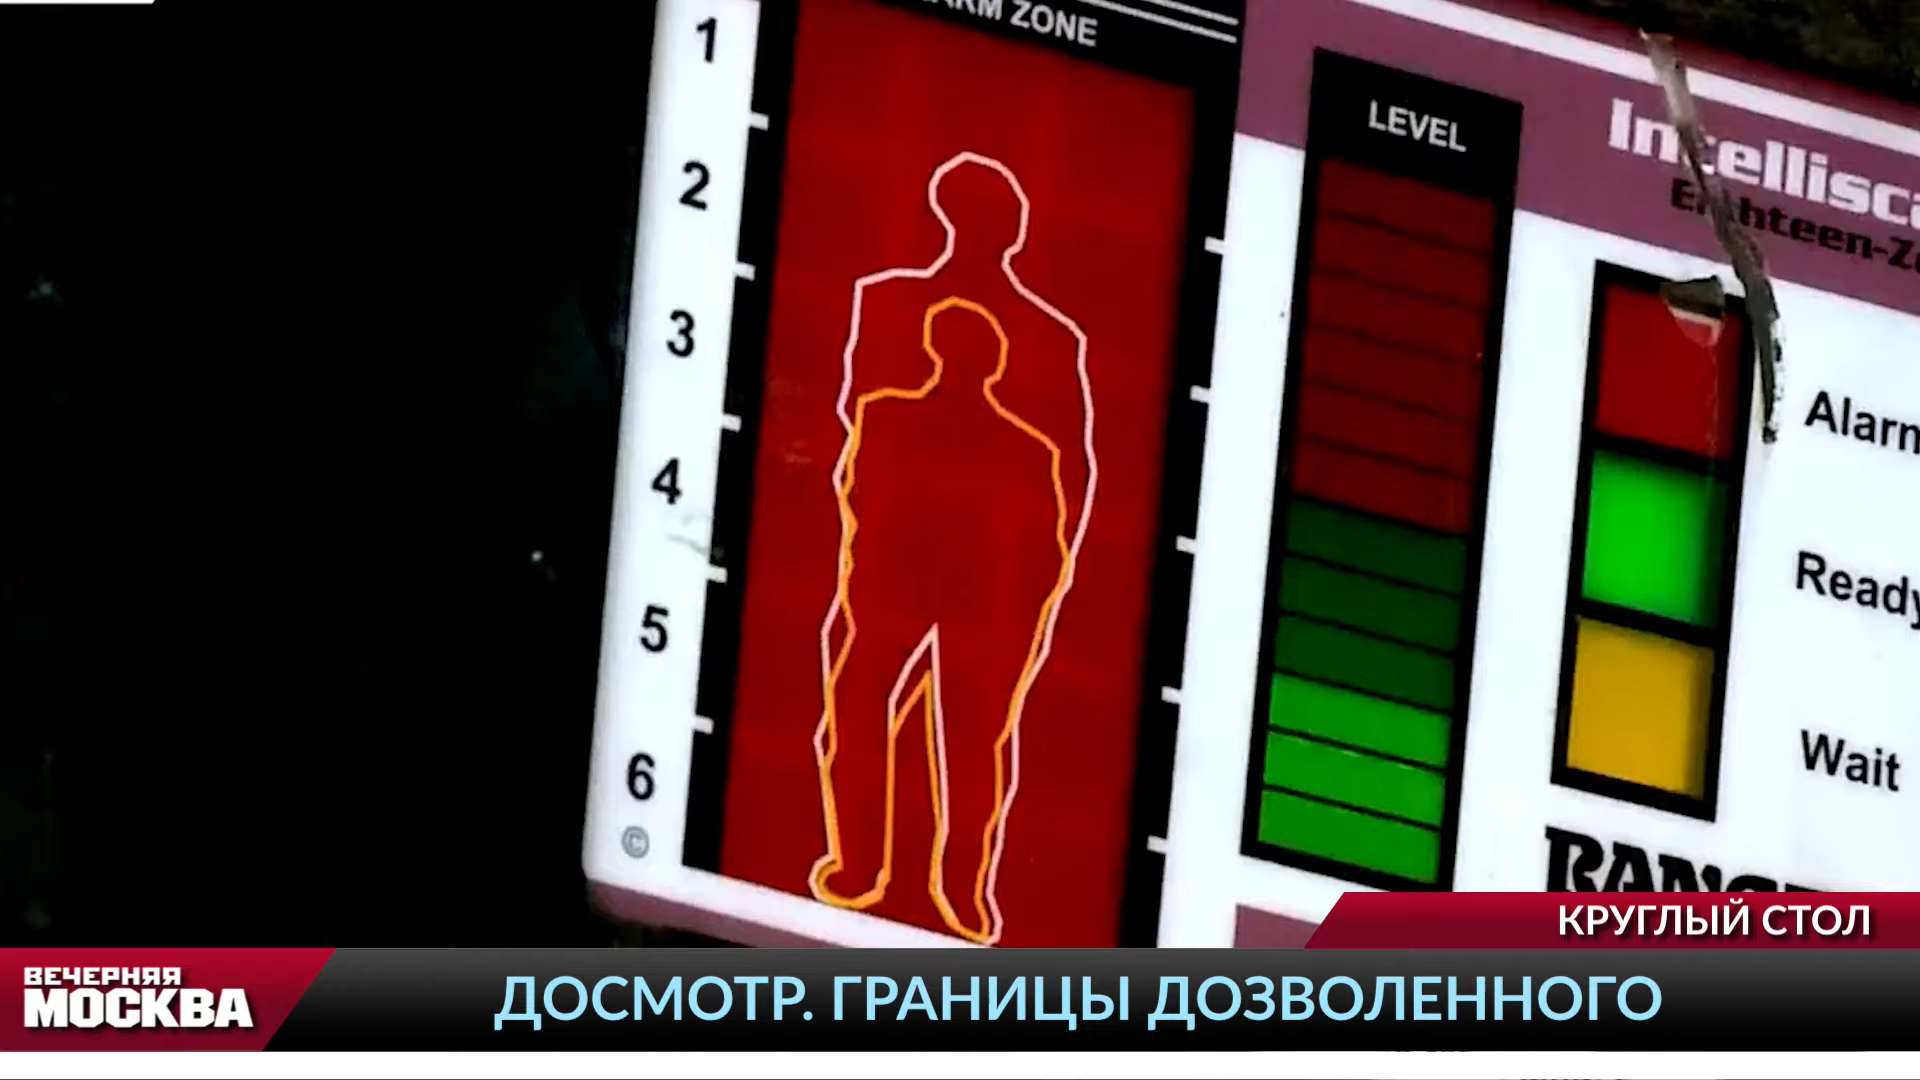 ZONE
1
2
3
4
5
6
LEVEL
Alarm
Ready
Wait
КРУГЛЫЙ СТОЛ
ВЕЧЕРНЯЯ
МОСКВА
ДОСМОТР. ГРАНИЦЫ ДОЗВОЛЕННОГО